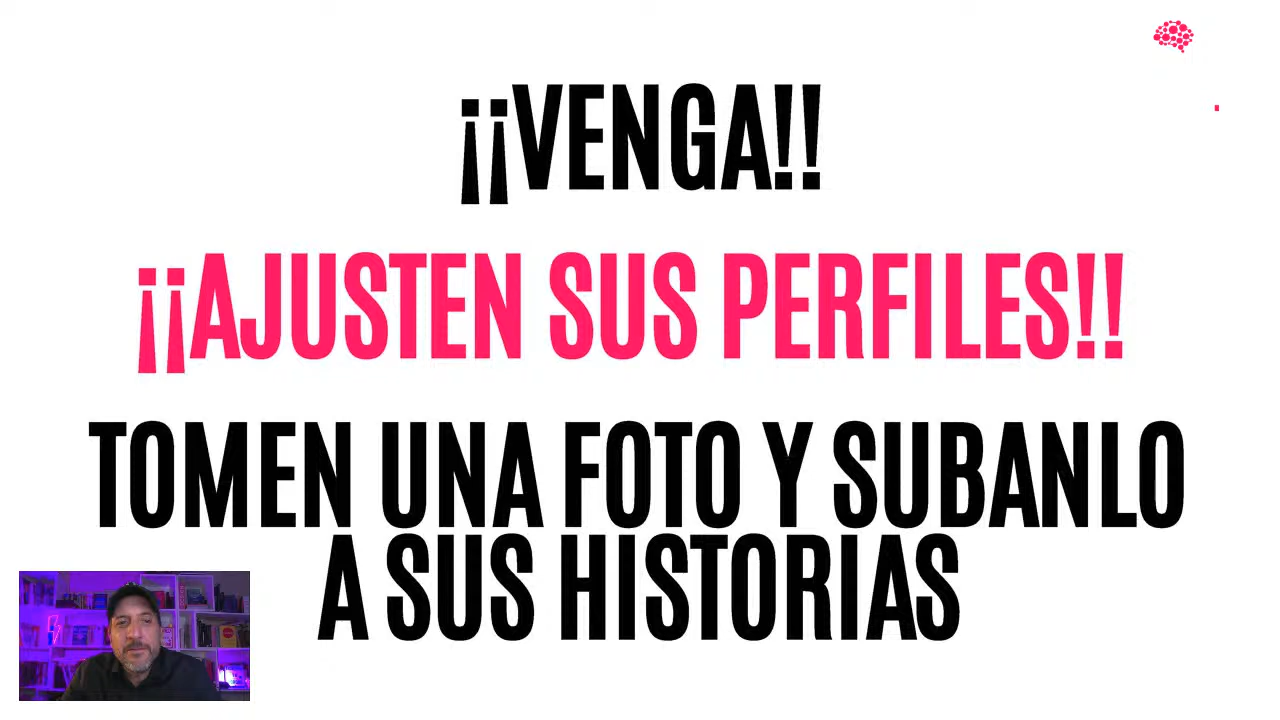 ¡¡VENGA!!
¡¡AJUSTEN SUS PERFILES!!
TOMEN UNA FOTO Y SUBANLO
A SUS HISTORIAS